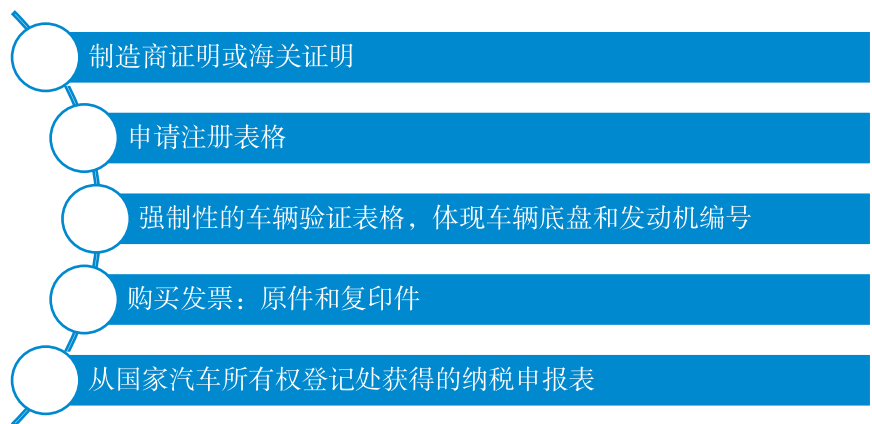 制造商证明或海关证明
申请注册表格
强制性的车辆验证表格，体现车辆底盘和发动机编号
购买发票：原件和复印件
从国家汽车所有权登记处获得的纳税申报表